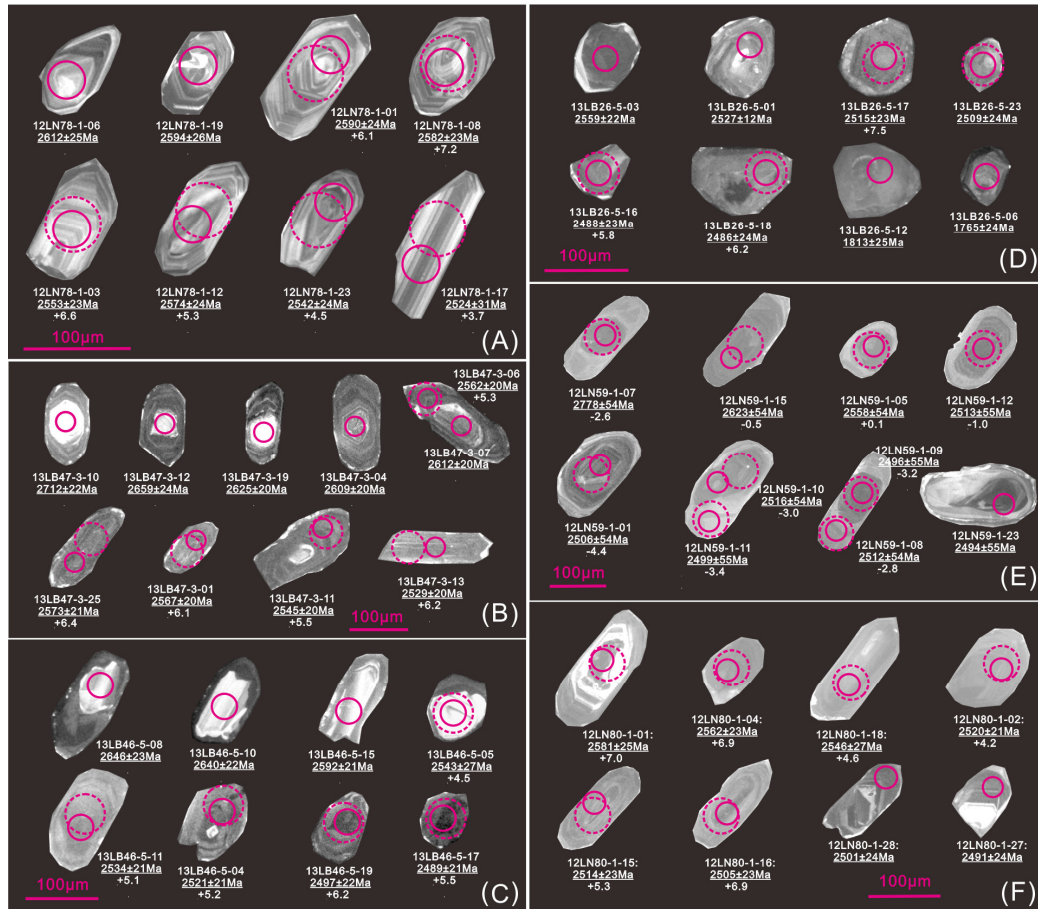 12LN78-1-06
2612±25Ma
12LN78-1-19
2594±26Ma
12LN78-1-01
2590±24Ma
+6.1
12LN78-1-08
2582±23Ma
+7.2
12LN78-1-03
2553±23Ma
+6.6
12LN78-1-12
2574±24Ma
+5.3
12LN78-1-23
2542±24Ma
+4.5
12LN78-1-17
2524±31Ma
+3.7
100μm
(A)
13LB47-3-10
2712±22Ma
13LB47-3-12
2659±24Ma
13LB47-3-19
2625±20Ma
13LB47-3-04
2609±20Ma
13LB47-3-06
2562±20Ma
+5.3
13LB47-3-07
2612±20Ma
13LB47-3-25
2573±21Ma
+6.4
13LB47-3-01
2567±20Ma
+6.1
13LB47-3-11
2545±20Ma
+5.5
13LB47-3-13
2529±20Ma
+6.2
100μm
(B)
13LB46-5-08
2646±23Ma
13LB46-5-10
2640±22Ma
13LB46-5-15
2592±21Ma
13LB46-5-05
2543±27Ma
+4.5
13LB46-5-11
2534±21Ma
+5.1
13LB46-5-04
2521±21Ma
+5.2
13LB46-5-19
2497±22Ma
+6.2
13LB46-5-17
2489±21Ma
+5.5
100μm
(C)
13LB26-5-03
2559±22Ma
13LB26-5-01
2527±12Ma
13LB26-5-17
2515±23Ma
+7.5
13LB26-5-23
2509±24Ma
13LB26-5-16
2488±23Ma
+5.8
13LB26-5-18
2486±24Ma
+6.2
13LB26-5-12
1813±25Ma
13LB26-5-06
1765±24Ma
100μm
(D)
12LN59-1-07
2778±54Ma
-2.6
12LN59-1-15
2623±54Ma
-0.5
12LN59-1-05
2558±54Ma
+0.1
12LN59-1-12
2513±55Ma
-1.0
12LN59-1-01
2506±54Ma
-4.4
12LN59-1-10
2516±54Ma
-3.0
12LN59-1-11
2499±55Ma
-3.4
12LN59-1-09
2496±55Ma
-3.2
12LN59-1-08
2512±54Ma
-2.8
12LN59-1-23
2494±55Ma
100μm
(E)
12LN80-1-01:
2581±25Ma
+7.0
12LN80-1-04:
2562±23Ma
+6.9
12LN80-1-18:
2546±27Ma
+4.6
12LN80-1-02:
2520±21Ma
+4.2
12LN80-1-15:
2514±23Ma
+5.3
12LN80-1-16:
2505±23Ma
+6.9
12LN80-1-28:
2501±24Ma
12LN80-1-27:
2491±24Ma
100μm
(F)